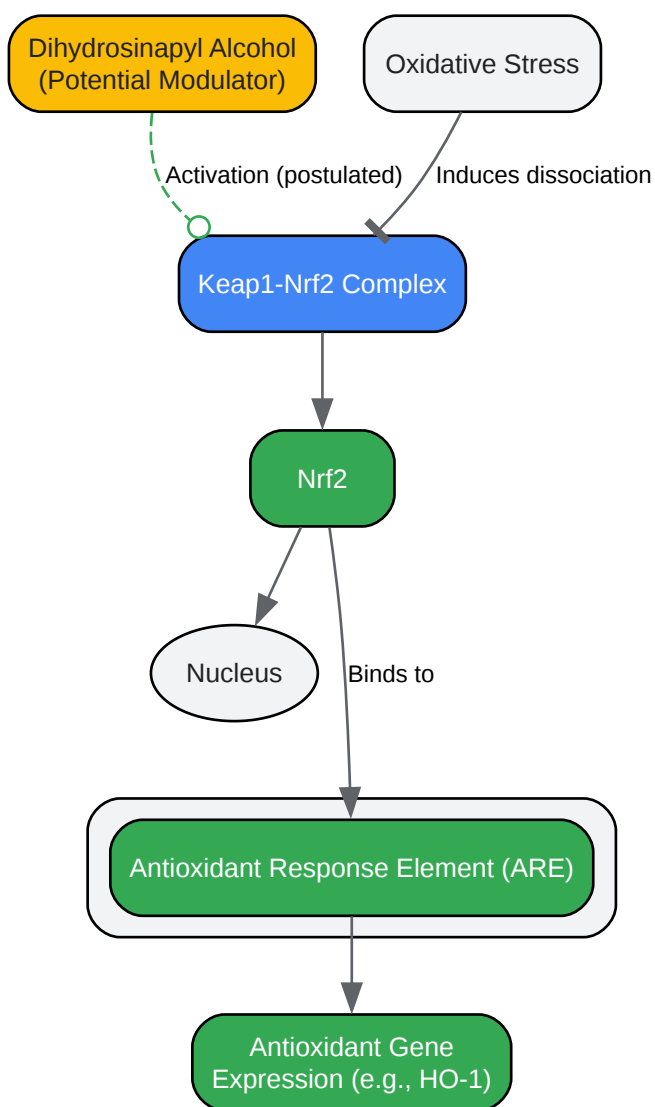 Dihydrosinapyl Alcohol
(Potential Modulator)
Oxidative Stress
Activation (postulated)
Induces dissociation
Keap1-Nrf2 Complex
Nrf2
Nucleus
Binds to
Antioxidant Response Element (ARE)
Antioxidant Gene
Expression (e.g., HO-1)